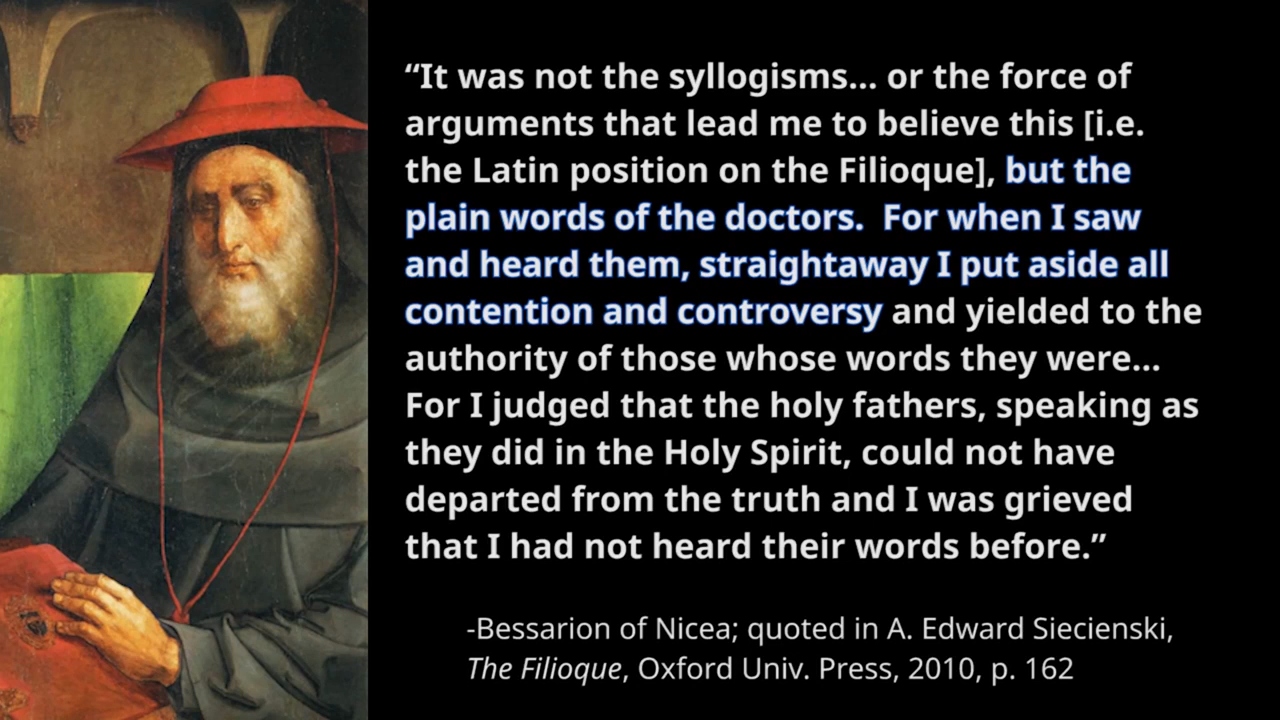 “It was not the syllogisms... or the force of
arguments that lead me to believe this [i.e.
the Latin position on the Filioque], but the
plain words of the doctors.  For when I saw
and heard them, straightaway I put aside all
contention and controversy and yielded to the
authority of those whose words they were...
For I judged that the holy fathers, speaking as
they did in the Holy Spirit, could not have
departed from the truth and I was grieved
that I had not heard their words before.”
-Bessarion of Nicea; quoted in A. Edward Siecienski,
The Filioque, Oxford Univ. Press, 2010, p. 162